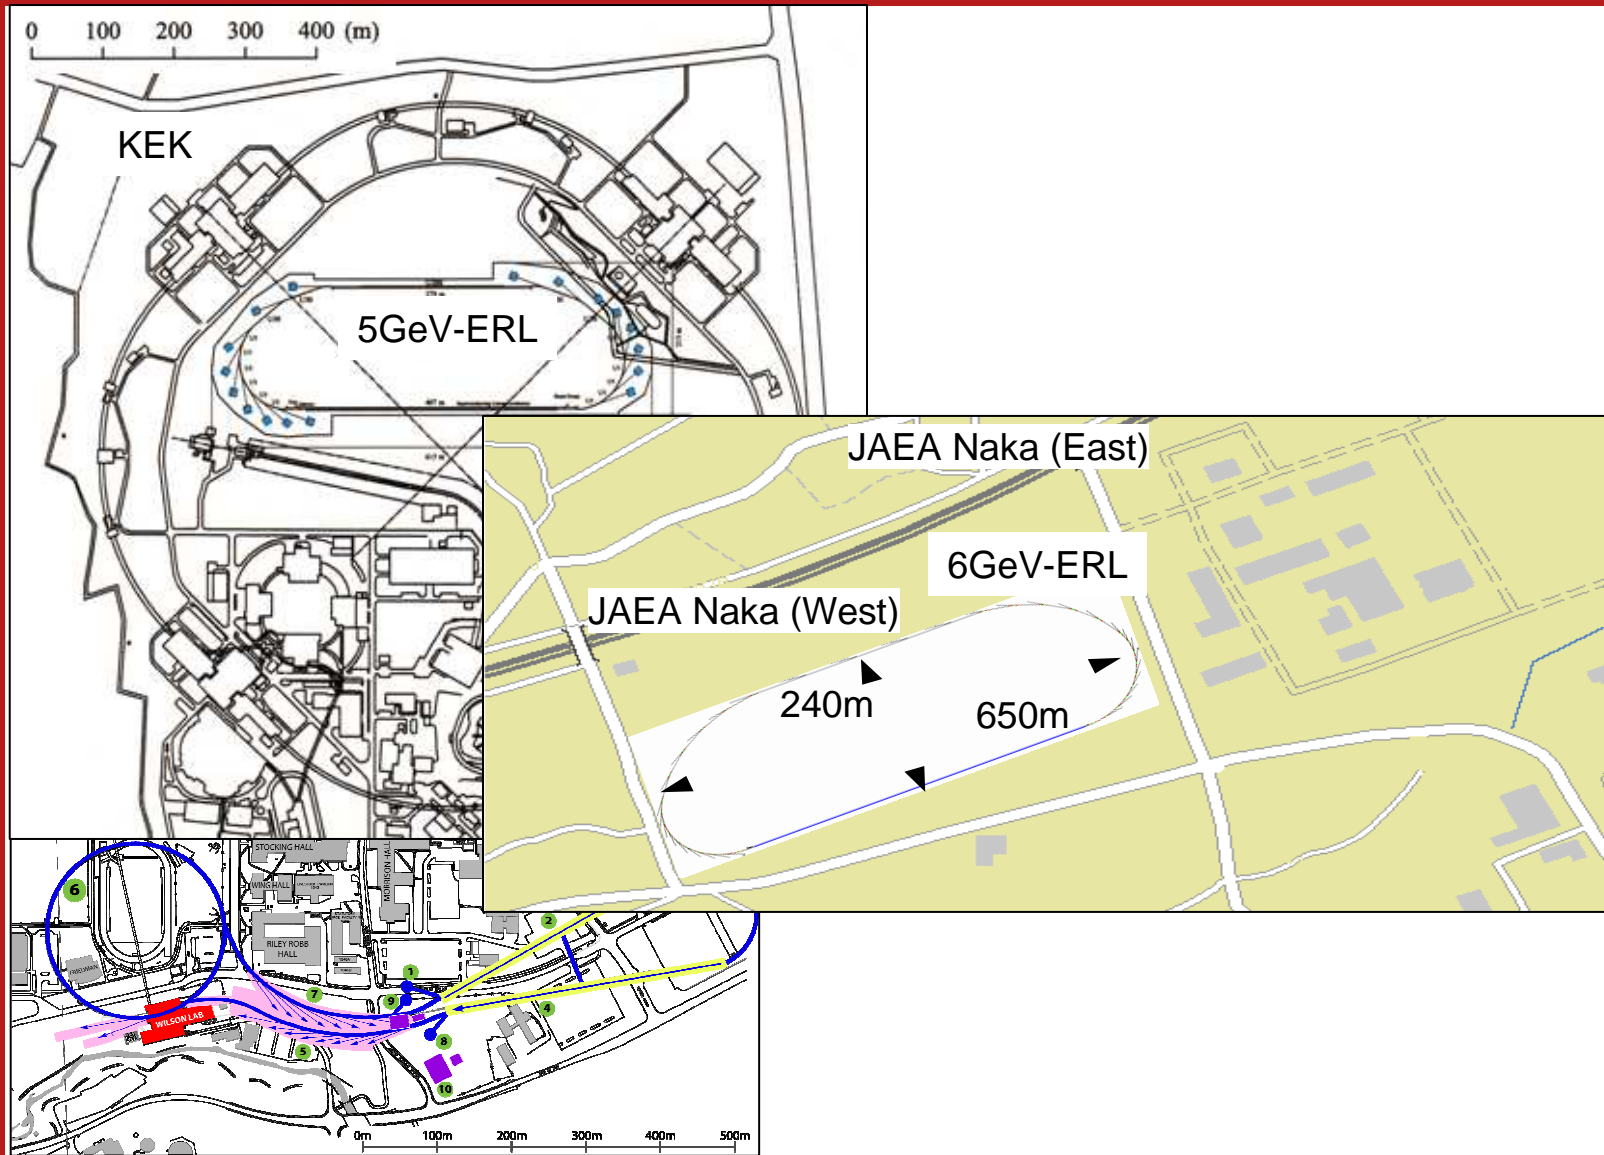 0 100 200 300 400 (m)
KEK
5GeV-ERL
JAEA Naka (East)
6GeV-ERL
JAEA Naka (West)
240m
650m
STOCKING HALL
WING HALL
MORRISON HALL
RILEY ROBB
HALL
FRIEDMAN
WILSON LAB
6
2
1
7
9
4
8
5
10
0m 100m 200m 300m 400m 500m